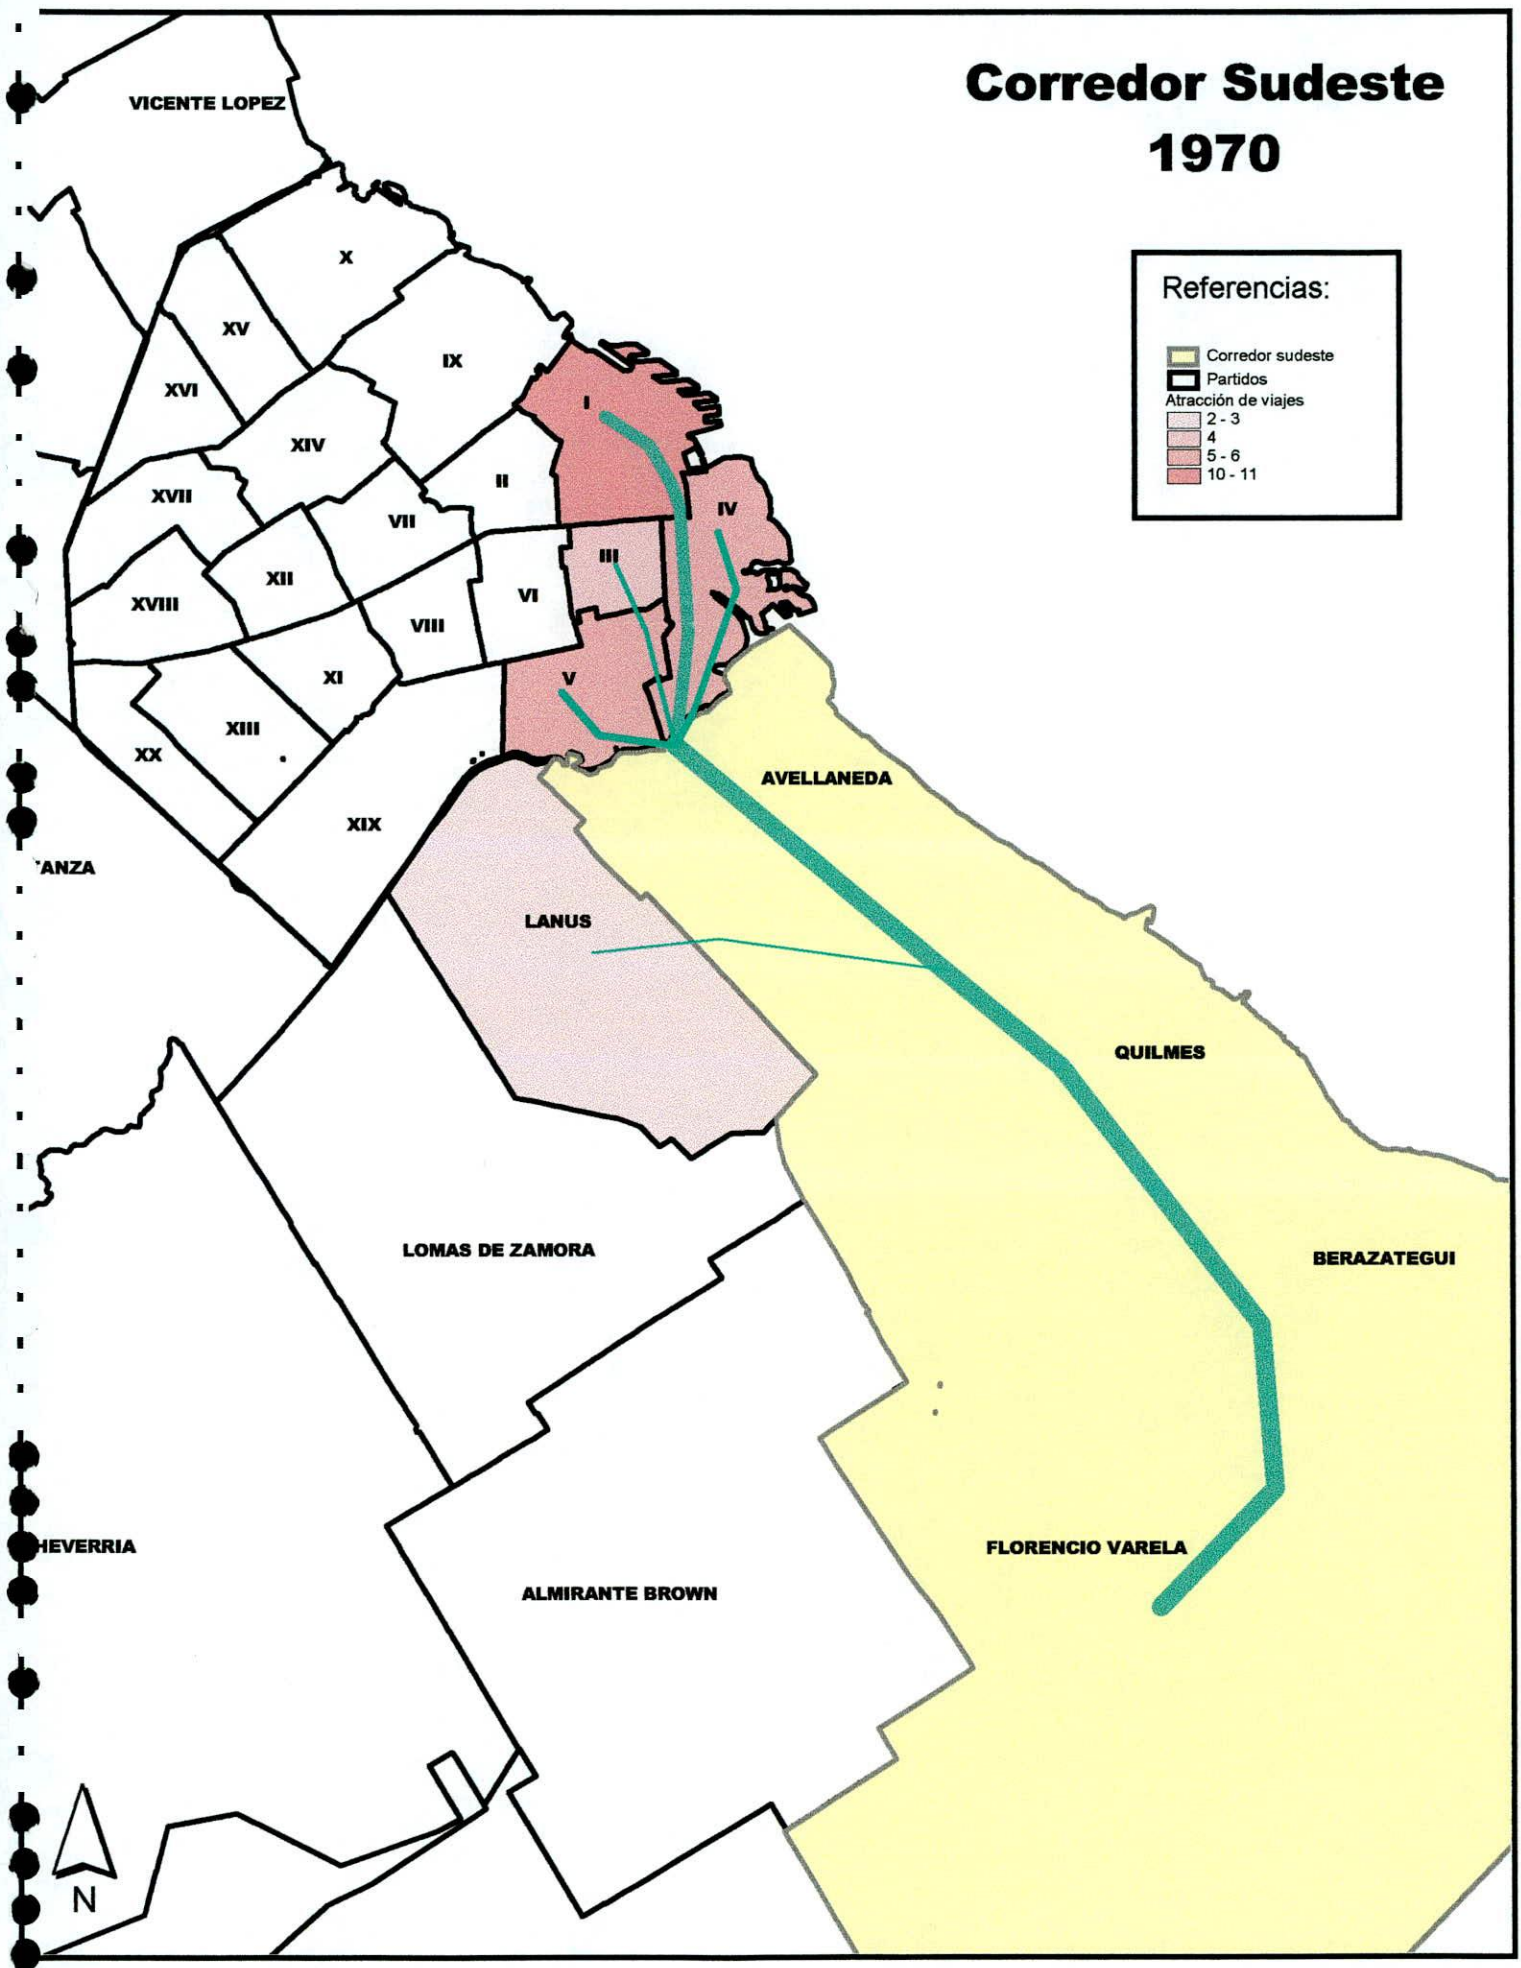 Corredor Sudeste
1970
Referencias:
Corredor sudeste
Partidos
Atracción de viajes
2 - 3
4
5 - 6
10 - 11
VICENTE LOPEZ
X
XV
IX
XVI
I
XIV
II
XVII
IV
VII
III
XII
VI
XVIII
VIII
XI
V
XIII
XX
AVELLANEDA
XIX
ANZA
LANUS
QUILMES
LOMAS DE ZAMORA
BERAZATEGUI
HEVERRIA
FLORENCIO VARELA
ALMIRANTE BROWN
N